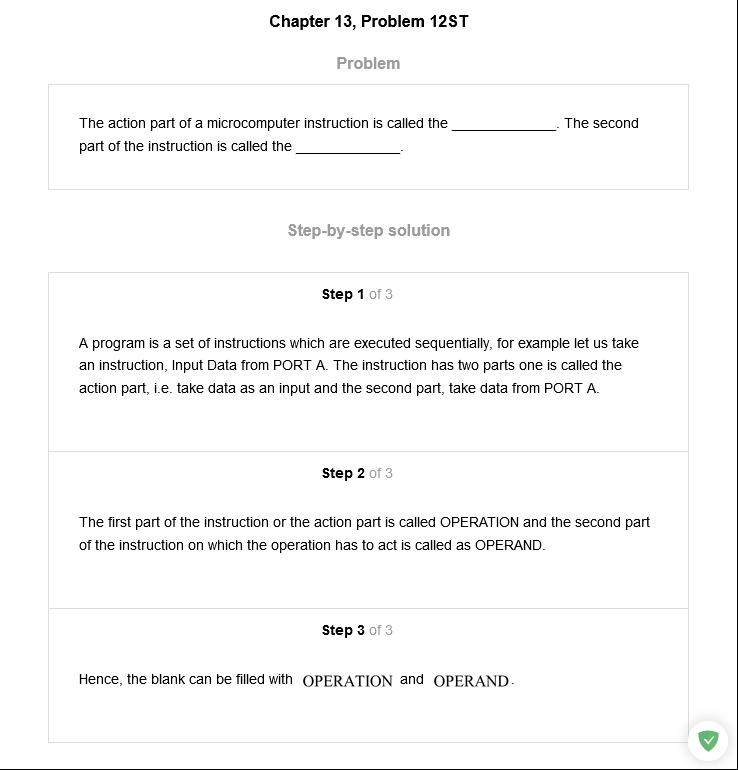 Chapter 13, Problem 12ST
Problem
The action part of a microcomputer instruction is called the _____________. The second
part of the instruction is called the _____________.
Step-by-step solution
Step 1 of 3
A program is a set of instructions which are executed sequentially, for example let us take
an instruction, Input Data from PORT A. The instruction has two parts one is called the
action part, i.e. take data as an input and the second part, take data from PORT A.
Step 2 of 3
The first part of the instruction or the action part is called OPERATION and the second part
of the instruction on which the operation has to act is called as OPERAND.
Step 3 of 3
Hence, the blank can be filled with OPERATION and OPERAND.